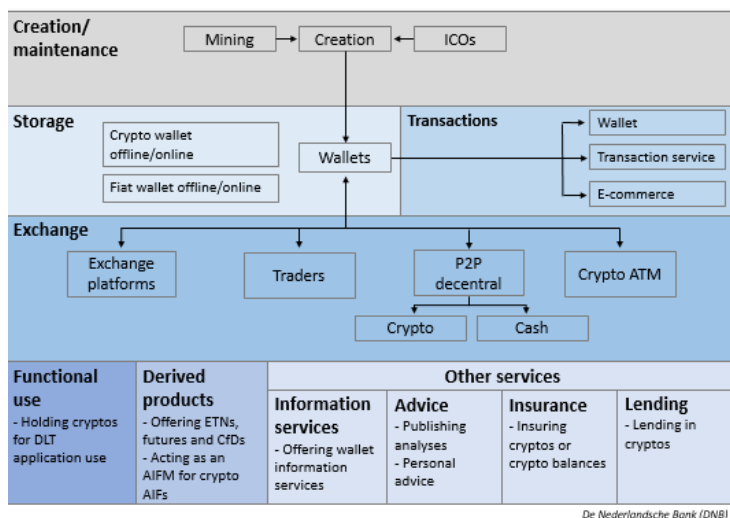 Creation/
maintenance
Mining
Creation
ICOs
Storage
Crypto wallet
offline/online
Fiat wallet offline/online
Wallets
Transactions
Wallet
Transaction service
E-commerce
Exchange
Exchange
platforms
Traders
P2P
decentral
Crypto ATM
Crypto
Cash
Functional
use
- Holding cryptos
for DLT
application use
Derived
products
- Offering ETNs,
futures and CfDs
- Acting as an
AIFM for crypto
AIFs
Other services
Information
services
- Offering wallet
information
services
Advice
- Publishing
analyses
- Personal
advice
Insurance
- Insuring
cryptos or
crypto balances
Lending
- Lending in
cryptos
De Nederlandsche Bank (DNB)